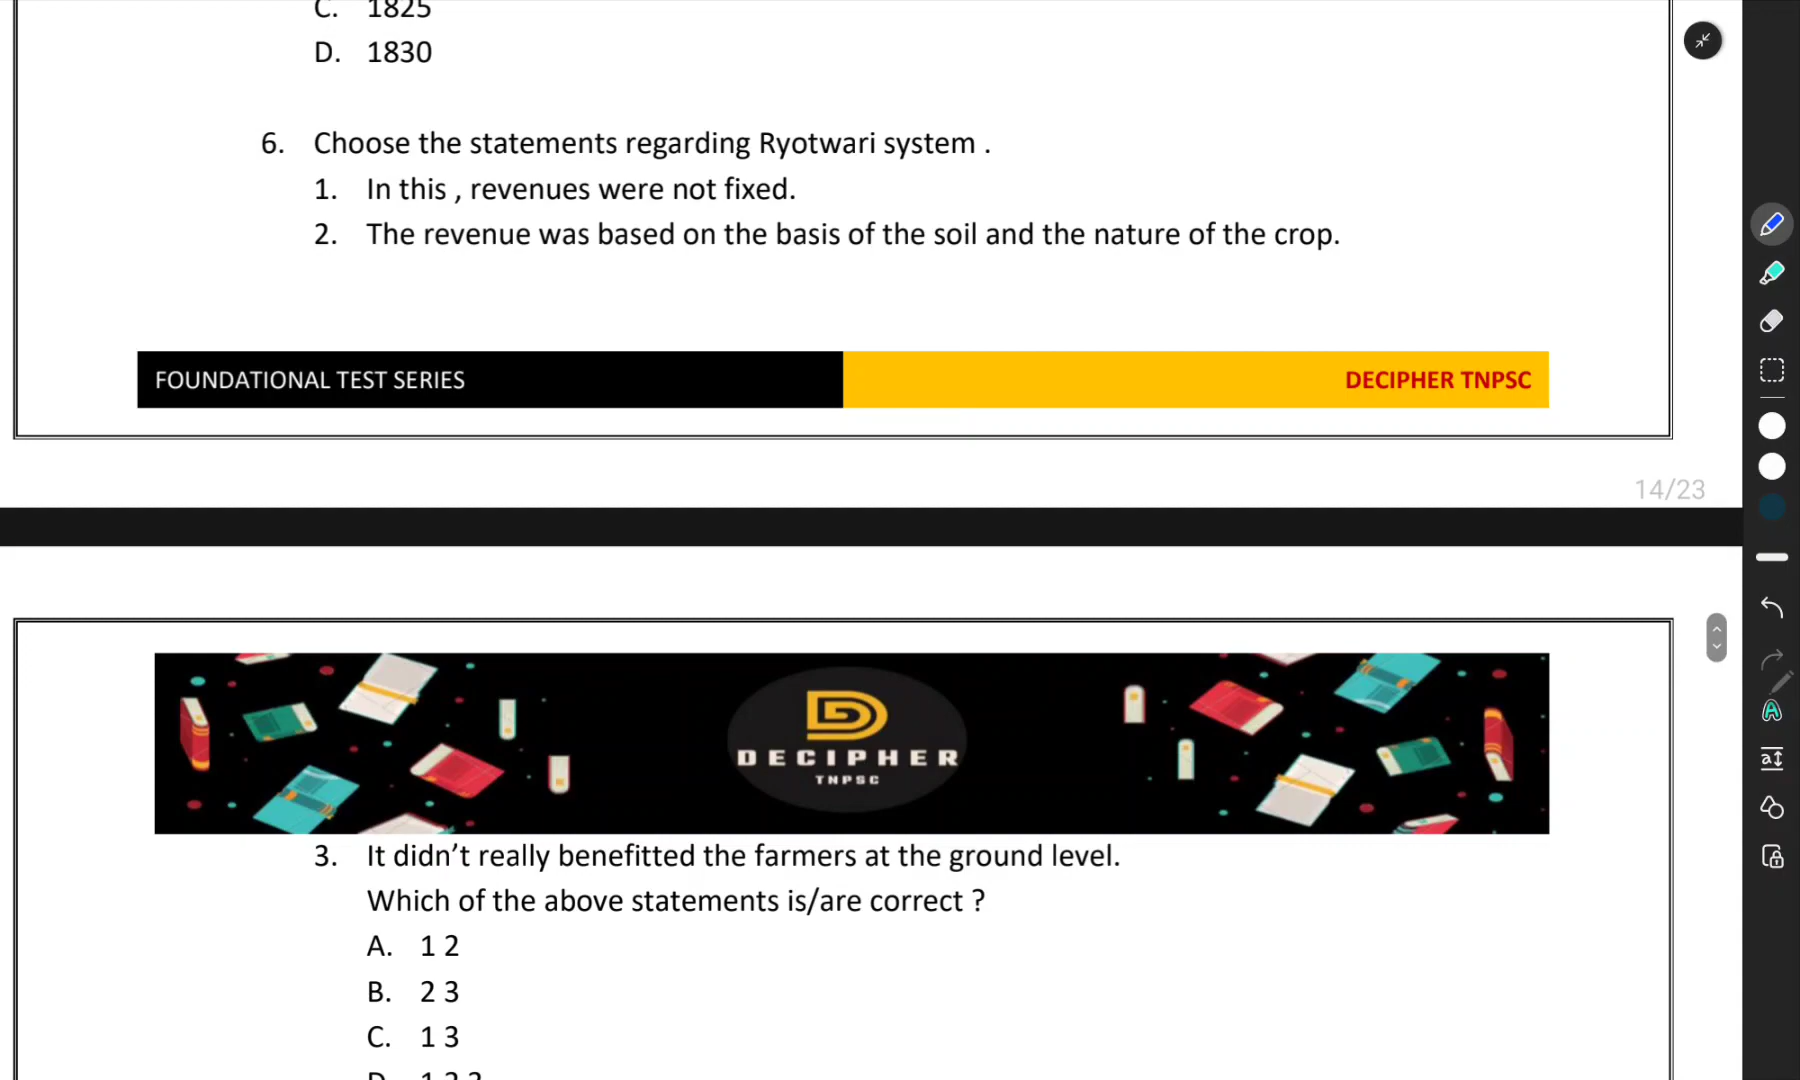 C. 1825
D. 1830
6. Choose the statements regarding Ryotwari system .
1. In this , revenues were not fixed.
2. The revenue was based on the basis of the soil and the nature of the crop.
FOUNDATIONAL TEST SERIES
DECIPHER TNPSC
14/23
DECIPHER
TNPSC
3. It didn’t really benefitted the farmers at the ground level.
Which of the above statements is/are correct ?
A. 1 2
B. 2 3
C. 1 3
D. 1 2 3